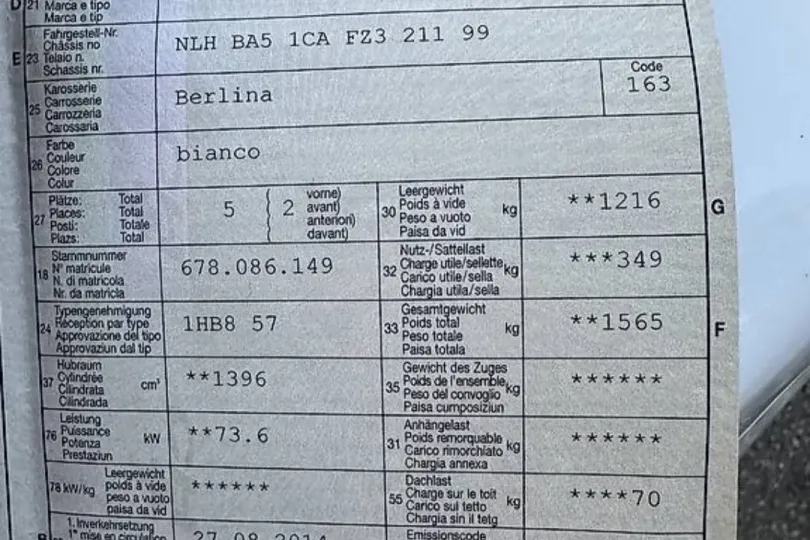 D 21 Marca e tipo
Marca e tip
Fahrgestell-Nr.
Châssis no
E 23 Telaio n.
Schassis nr.
NLH BA5 1CA FZ3 211 99
Karosserie
25 Carrosserie
Carrozzeria
Carossaria
Berlina
Code
163
Farbe
26 Couleur
Colore
Colur
bianco
Plätze: Total
27 Places: Total
Posti: Totale
Plazs: Total
5 ( 2 vorne)
avant)
anteriori)
davant)
Leergewicht
30 Poids à vide kg
Peso a vuoto
Paisa da vid
**1216
G
Stammnummer
18 N° matricule
N. di matricola
Nr. da matricla
678.086.149
Nutz-/Sattellast
32 Charge utile/sellette kg
Carico utile/sella
Chargia utila/sella
***349
Typengenehmigung
24 Réception par type
Approvazione del tipo
Approvaziun dal tip
1HB8 57
Gesamtgewicht
33 Poids total kg
Peso totale
Paisa totala
**1565
F
Hubraum
37 Cylindrée cm³
Cilindrata
Cilindrada
**1396
Gewicht des Zuges
35 Poids de l'ensemble kg
Peso del convoglio
Paisa cumposiziun
******
Leistung
76 Puissance kW
Potenza
Prestaziun
**73.6
Anhängelast
31 Poids remorquable kg
Carico rimorchiato
Chargia annexa
******
Leergewicht
78 kW/kg poids à vide
peso a vuoto
paisa da vid
******
Dachlast
55 Charge sur le toit kg
Carico sul tetto
Chargia sin il tetg
****70
1. Inverkehrsetzung
1re mise en circulation
27.08.2014
Emissionscode